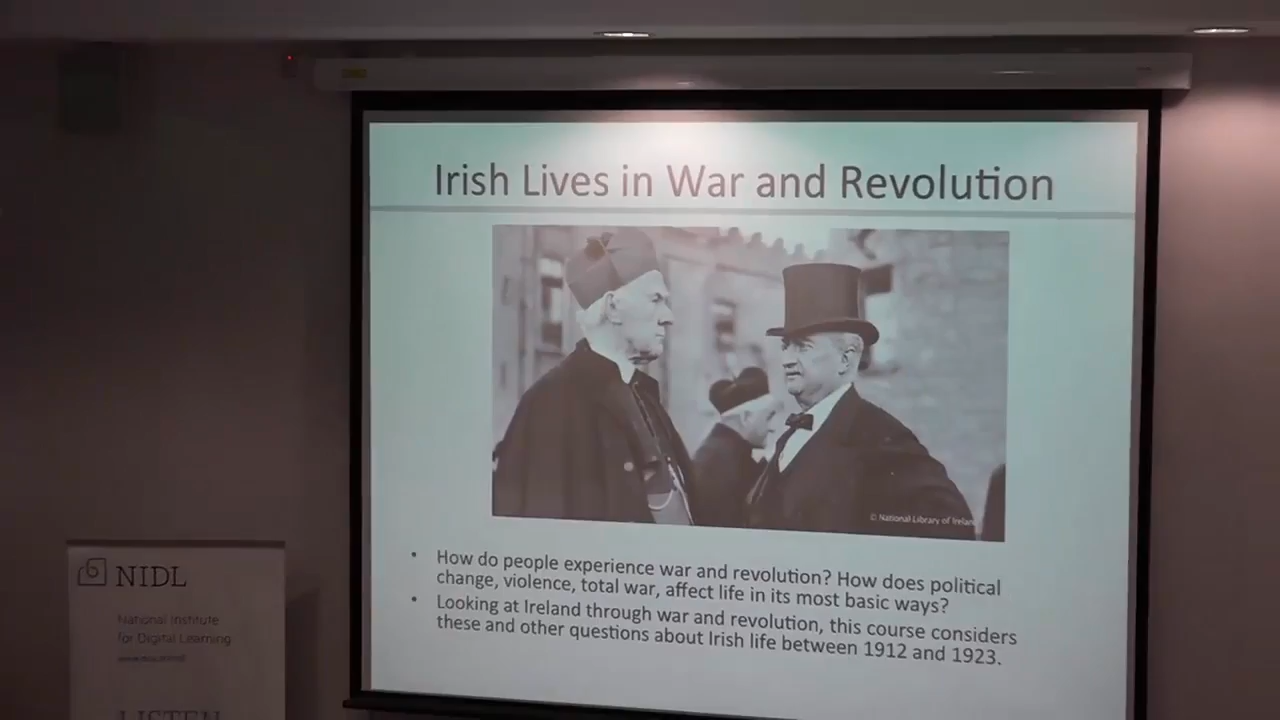 Irish Lives in War and Revolution
© National Library of Ireland
• How do people experience war and revolution? How does political
change, violence, total war, affect life in its most basic ways?
• Looking at Ireland through war and revolution, this course considers
these and other questions about Irish life between 1912 and 1923.
NIDL
National Institute
for Digital Learning
LISTEN